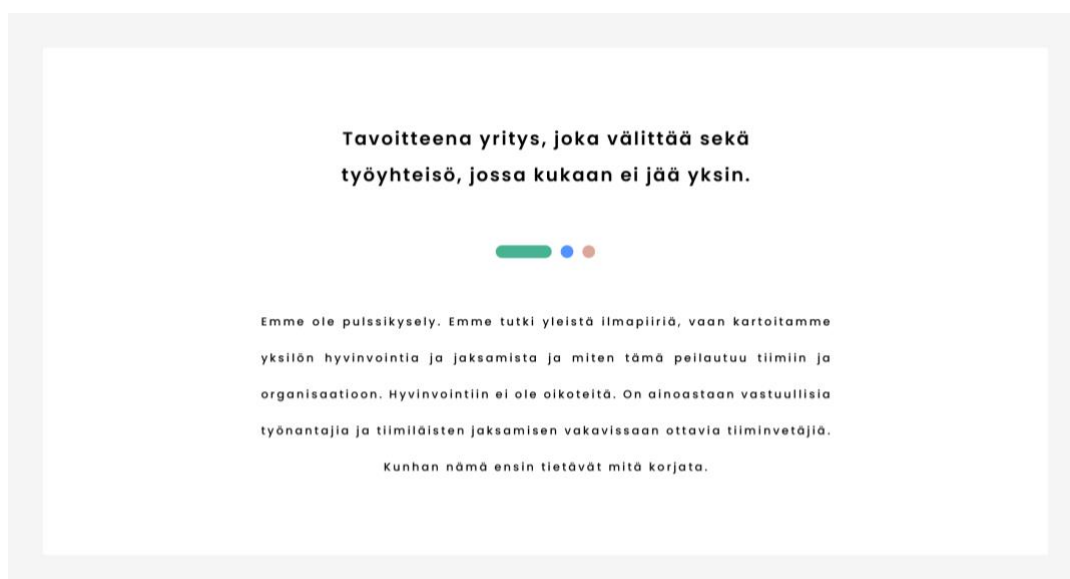 Tavoitteena yritys, joka välittää sekä
työyhteisö, jossa kukaan ei jää yksin.
Emme ole pulssikysely. Emme tutki yleistä ilmapiiriä, vaan kartoitamme
yksilön hyvinvointia ja jaksamista ja miten tämä peilautuu tiimiin ja
organisaatioon. Hyvinvointiin ei ole oikoteitä. On ainoastaan vastuullisia
työnantajia ja tiimiläisten jaksamisen vakavissaan ottavia tiiminvetäjiä.
Kunhan nämä ensin tietävät mitä korjata.